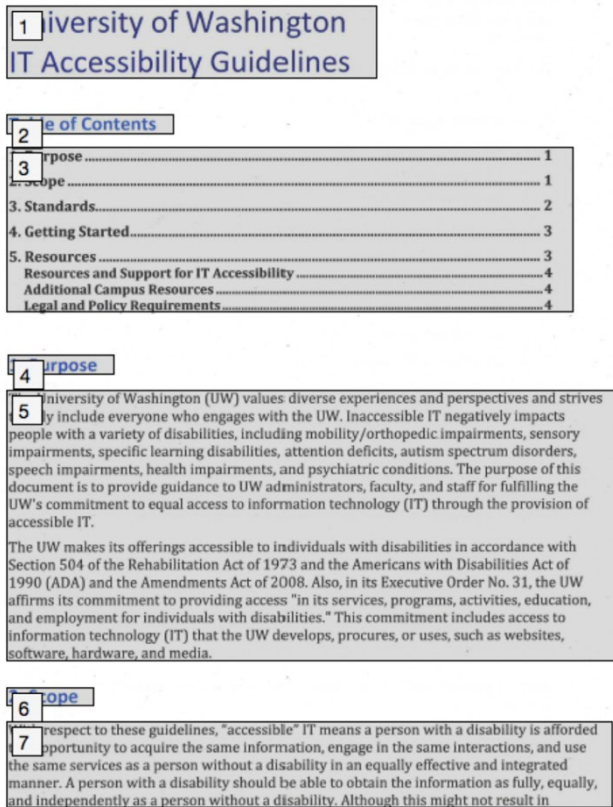 1 iversity of Washington
IT Accessibility Guidelines
2 le of Contents
3 rpose 1
2. Scope 1
3. Standards 2
4. Getting Started 3
5. Resources 3
Resources and Support for IT Accessibility 4
Additional Campus Resources 4
Legal and Policy Requirements 4
4 urpose
5 University of Washington (UW) values diverse experiences and perspectives and strives
ly include everyone who engages with the UW. Inaccessible IT negatively impacts
people with a variety of disabilities, including mobility/orthopedic impairments, sensory
impairments, specific learning disabilities, attention deficits, autism spectrum disorders,
speech impairments, health impairments, and psychiatric conditions. The purpose of this
document is to provide guidance to UW administrators, faculty, and staff for fulfilling the
UW's commitment to equal access to information technology (IT) through the provision of
accessible IT.
The UW makes its offerings accessible to individuals with disabilities in accordance with
Section 504 of the Rehabilitation Act of 1973 and the Americans with Disabilities Act of
1990 (ADA) and the Amendments Act of 2008. Also, in its Executive Order No. 31, the UW
affirms its commitment to providing access "in its services, programs, activities, education,
and employment for individuals with disabilities." This commitment includes access to
information technology (IT) that the UW develops, procures, or uses, such as websites,
software, hardware, and media.
6 cope
7 respect to these guidelines, "accessible" IT means a person with a disability is afforded
opportunity to acquire the same information, engage in the same interactions, and use
the same services as a person without a disability in an equally effective and integrated
manner. A person with a disability should be able to obtain the information as fully, equally,
and independently as a person without a disability. Although this might not result in